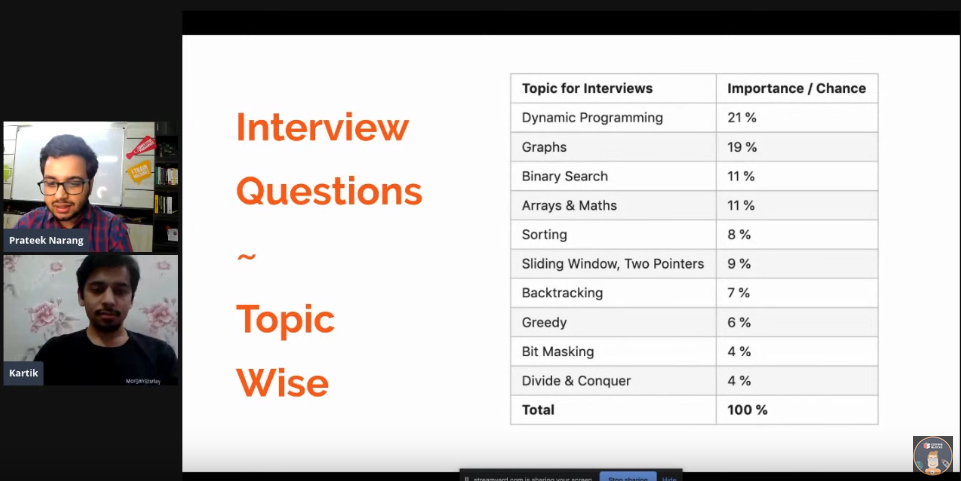 Interview
Questions
~
Topic
Wise
Topic for Interviews Importance / Chance
Dynamic Programming 21 %
Graphs 19 %
Binary Search 11 %
Arrays & Maths 11 %
Sorting 8 %
Sliding Window, Two Pointers 9 %
Backtracking 7 %
Greedy 6 %
Bit Masking 4 %
Divide & Conquer 4 %
Total 100 %
Prateek Narang
Kartik
streamyard.com is sharing your screen. Stop sharing Hide